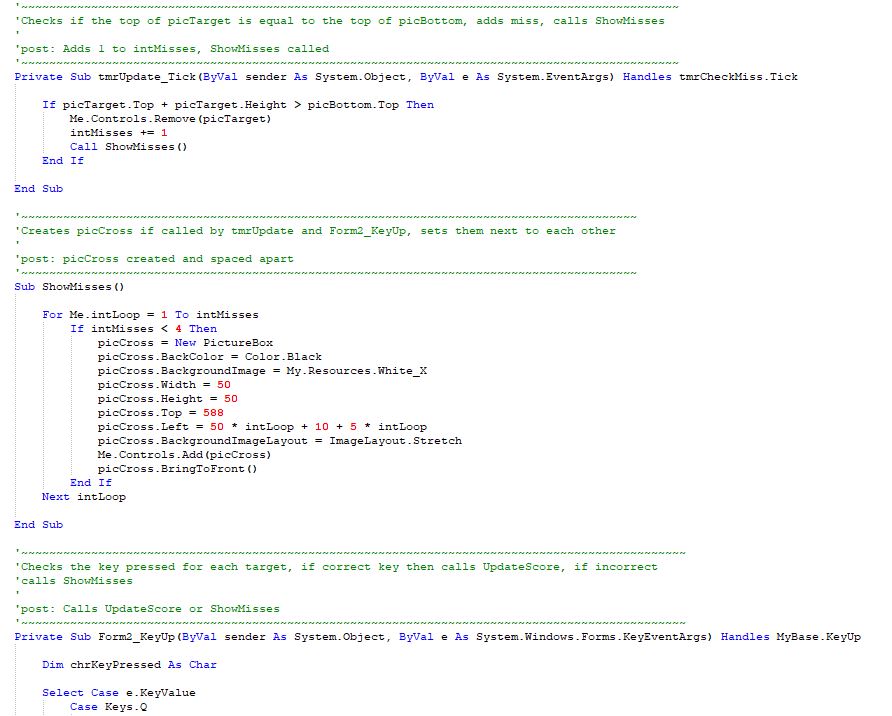 '~~~~~~~~~~~~~~~~~~~~~~~~~~~~~~~~~~~~~~~~~~~~~~~~~~~~~~~~~~~~~~~~~~~~~~~~~~~~~~~~~~~~~~~~~~~~~~
'Checks if the top of picTarget is equal to the top of picBottom, adds miss, calls ShowMisses
'
'post: Adds 1 to intMisses, ShowMisses called
'~~~~~~~~~~~~~~~~~~~~~~~~~~~~~~~~~~~~~~~~~~~~~~~~~~~~~~~~~~~~~~~~~~~~~~~~~~~~~~~~~~~~~~~~~~~~~~
Private Sub tmrUpdate_Tick(ByVal sender As System.Object, ByVal e As System.EventArgs) Handles tmrCheckMiss.Tick
If picTarget.Top + picTarget.Height > picBottom.Top Then
Me.Controls.Remove(picTarget)
intMisses += 1
Call ShowMisses()
End If
End Sub
'~~~~~~~~~~~~~~~~~~~~~~~~~~~~~~~~~~~~~~~~~~~~~~~~~~~~~~~~~~~~~~~~~~~~~~~~~~~~~~~~~~~~~~~~
'Creates picCross if called by tmrUpdate and Form2_KeyUp, sets them next to each other
'
'post: picCross created and spaced apart
'~~~~~~~~~~~~~~~~~~~~~~~~~~~~~~~~~~~~~~~~~~~~~~~~~~~~~~~~~~~~~~~~~~~~~~~~~~~~~~~~~~~~~~~~
Sub ShowMisses()
For Me.intLoop = 1 To intMisses
If intMisses < 4 Then
picCross = New PictureBox
picCross.BackColor = Color.Black
picCross.BackgroundImage = My.Resources.White_X
picCross.Width = 50
picCross.Height = 50
picCross.Top = 588
picCross.Left = 50 * intLoop + 10 + 5 * intLoop
picCross.BackgroundImageLayout = ImageLayout.Stretch
Me.Controls.Add(picCross)
picCross.BringToFront()
End If
Next intLoop
End Sub
'~~~~~~~~~~~~~~~~~~~~~~~~~~~~~~~~~~~~~~~~~~~~~~~~~~~~~~~~~~~~~~~~~~~~~~~~~~~~~~~~~~~~~~~~~~~~~~~
'Checks the key pressed for each target, if correct key then calls UpdateScore, if incorrect
'calls ShowMisses
'
'post: Calls UpdateScore or ShowMisses
'~~~~~~~~~~~~~~~~~~~~~~~~~~~~~~~~~~~~~~~~~~~~~~~~~~~~~~~~~~~~~~~~~~~~~~~~~~~~~~~~~~~~~~~~~~~~~~~
Private Sub Form2_KeyUp(ByVal sender As System.Object, ByVal e As System.Windows.Forms.KeyEventArgs) Handles MyBase.KeyUp
Dim chrKeyPressed As Char
Select Case e.KeyValue
Case Keys.Q